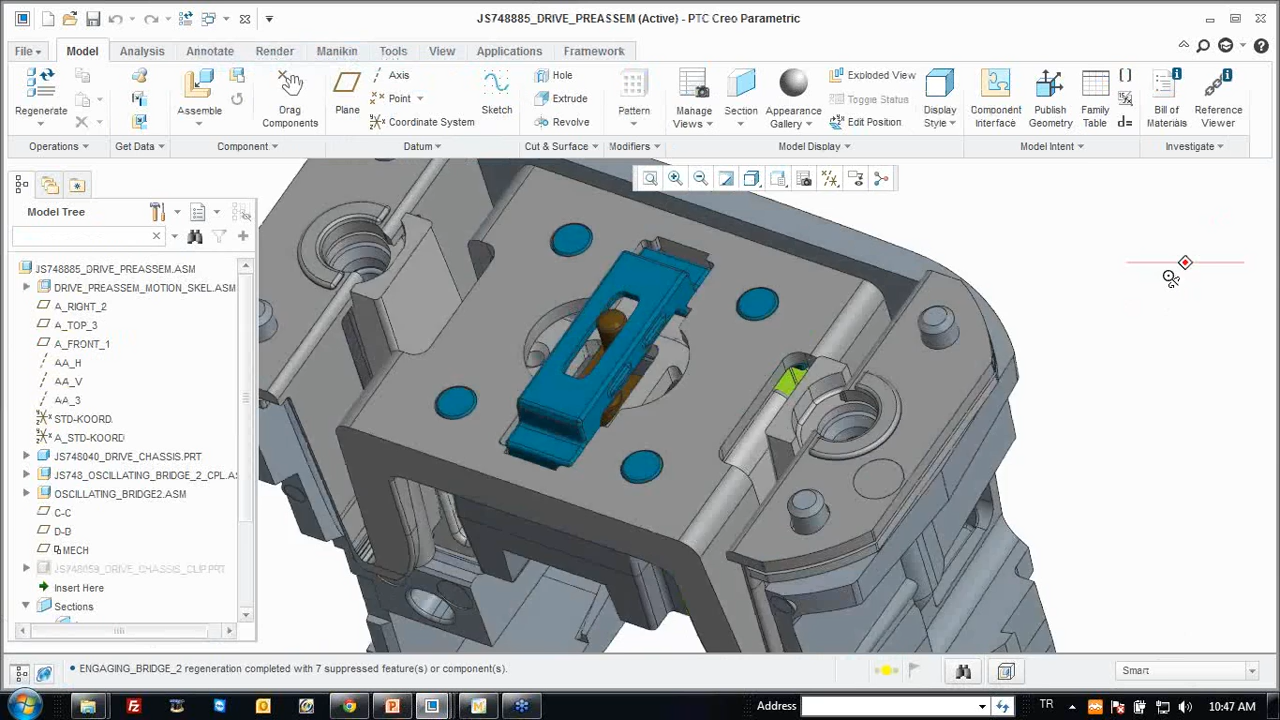 JS748885_DRIVE_PREASSEM (Active) - PTC Creo Parametric
File Model Analysis Annotate Render Manikin Tools View Applications Framework
Regenerate
Operations
Get Data
Assemble
Drag Components
Component
Plane
Axis
Point
Coordinate System
Sketch
Datum
Hole
Extrude
Revolve
Cut & Surface
Pattern
Modifiers
Manage Views
Section
Appearance Gallery
Exploded View
Toggle Status
Edit Position
Display Style
Model Display
Component Interface
Publish Geometry
Family Table
d=
Model Intent
Bill of Materials
Reference Viewer
Investigate
Model Tree
JS748885_DRIVE_PREASSEM.ASM
DRIVE_PREASSEM_MOTION_SKEL.ASM
A_RIGHT_2
A_TOP_3
A_FRONT_1
AA_H
AA_V
AA_3
STD-KOORD
A_STD-KOORD
JS748040_DRIVE_CHASSIS.PRT
JS748_OSCILLATING_BRIDGE_2_CPL.ASM
OSCILLATING_BRIDGE2.ASM
C-C
D-D
MECH
JS748059_DRIVE_CHASSIS_CLIP.PRT
Insert Here
Sections
• ENGAGING_BRIDGE_2 regeneration completed with 7 suppressed feature(s) or component(s).
Smart
Address
TR
10:47 AM